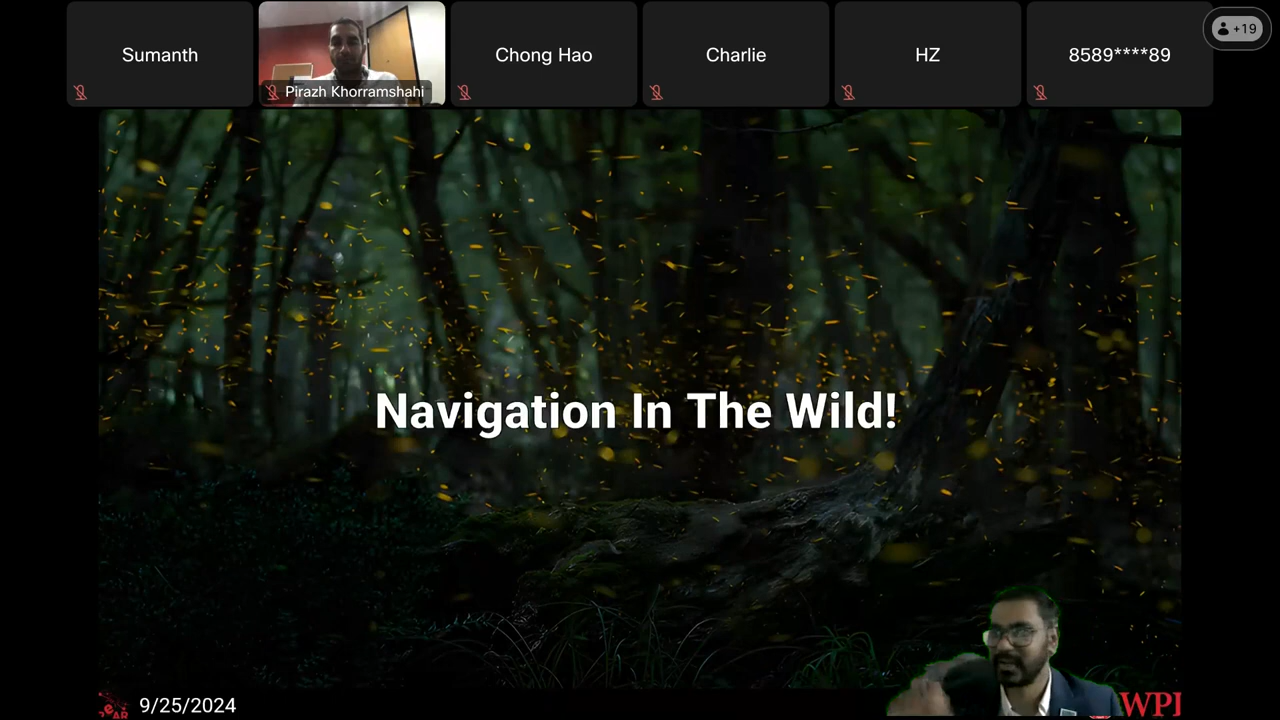 Sumanth
Pirazh Khorramshahi
Chong Hao
Charlie
HZ
8589****89
+19
Navigation In The Wild!
9/25/2024
WPI